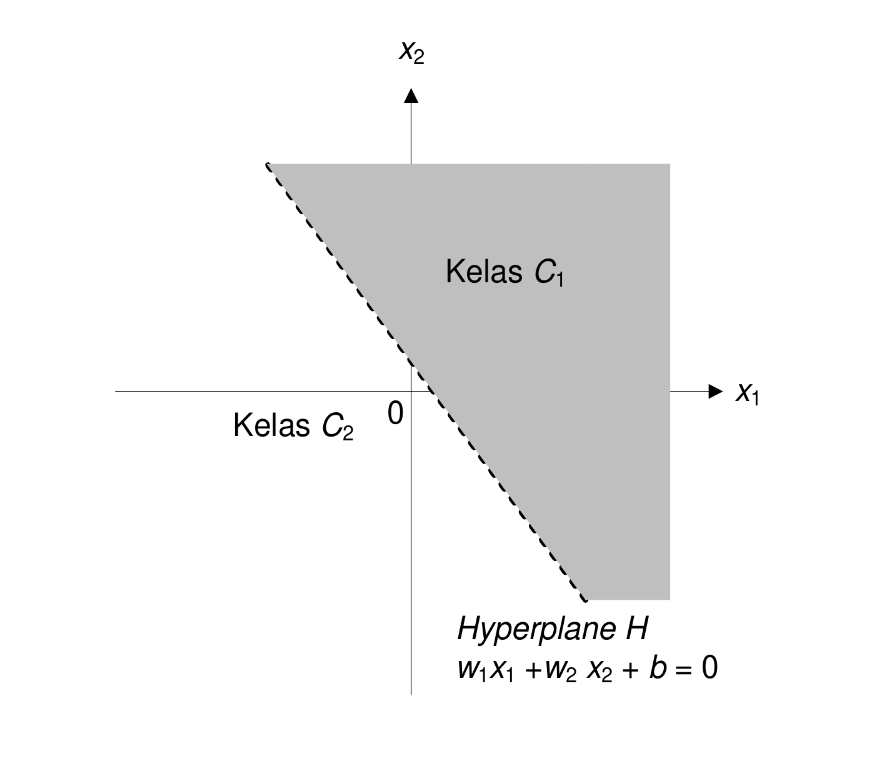 x₂
Kelas C₁
x₁
0
Kelas C₂
Hyperplane H
w₁x₁ +w₂ x₂ + b = 0